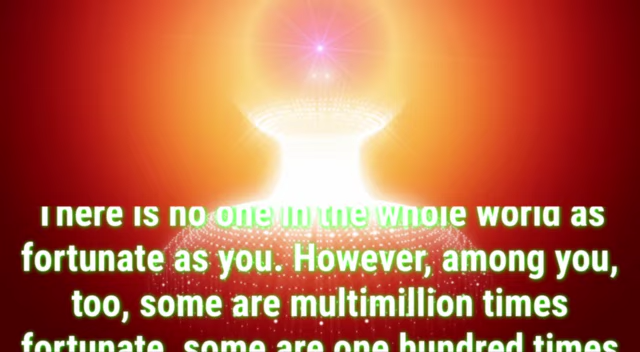 There is no one in the whole world as
fortunate as you. However, among you,
too, some are multimillion times
fortunate, some are one hundred times